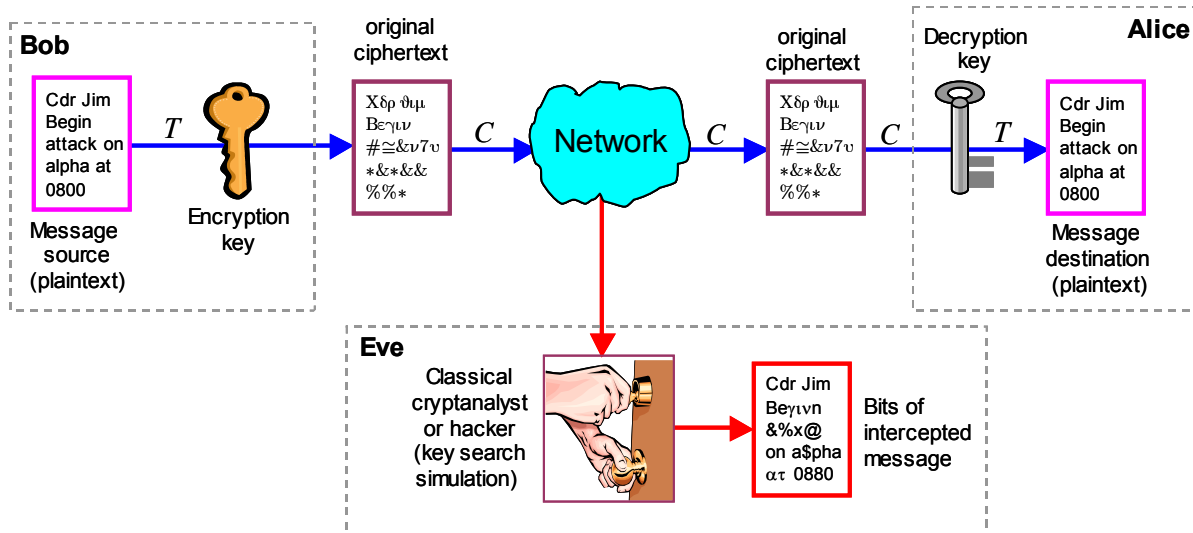 Bob
Cdr Jim
Begin
attack on
alpha at
0800
Message
source
(plaintext)
T
Encryption
key
original
ciphertext
Χδρ ϑιμ
Βεγιν
#≅&ν7υ
*&*&&
%%*
C
Network
C
original
ciphertext
Χδρ ϑιμ
Βεγιν
#≅&ν7υ
*&*&&
%%*
C
Alice
Decryption
key
T
Cdr Jim
Begin
attack on
alpha at
0800
Message
destination
(plaintext)
Eve
Classical
cryptanalyst
or hacker
(key search
simulation)
Cdr Jim
Βεγινn
&%x@
on a$pha
ατ 0880
Bits of
intercepted
message